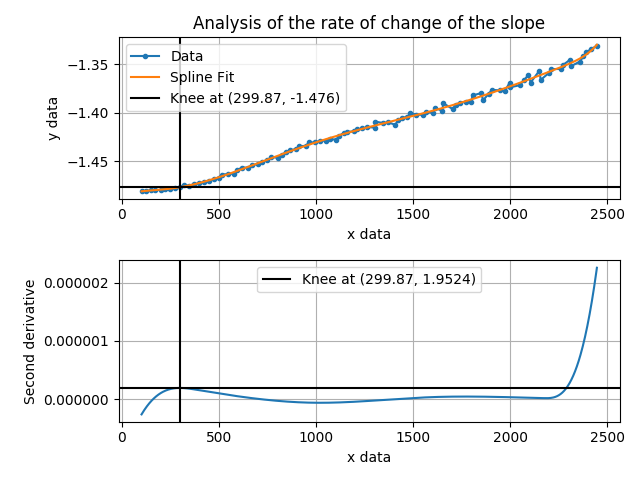 Analysis of the rate of change of the slope
Data
Spline Fit
Knee at (299.87, -1.476)
−1.35
−1.40
−1.45
y data
0
500
1000
1500
2000
2500
x data
Knee at (299.87, 1.9524)
0.000002
0.000001
0.000000
Second derivative
0
500
1000
1500
2000
2500
x data